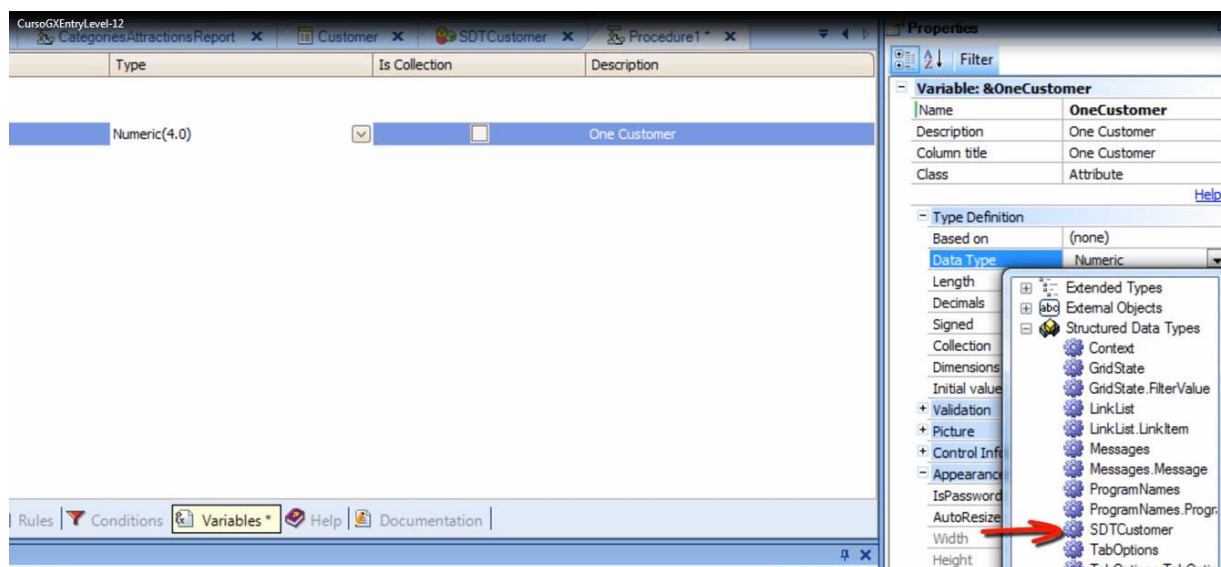 CursoGXEntryLevel-12
CategoriesAttractionsReport Customer SDTCustomer Procedure1*
Type Is Collection Description
Numeric(4.0) One Customer
Rules Conditions Variables * Help Documentation
Properties
Filter
Variable: &OneCustomer
Name OneCustomer
Description One Customer
Column title One Customer
Class Attribute
Help
Type Definition
Based on (none)
Data Type Numeric
Length
Decimals
Signed
Collection
Dimensions
Initial value
Validation
Picture
Control Info
Appearance
IsPassword
AutoResize
Width
Height
Extended Types
External Objects
Structured Data Types
Context
GridState
GridState.FilterValue
LinkList
LinkList.LinkItem
Messages
Messages.Message
ProgramNames
ProgramNames.Progr
SDTCustomer
TabOptions